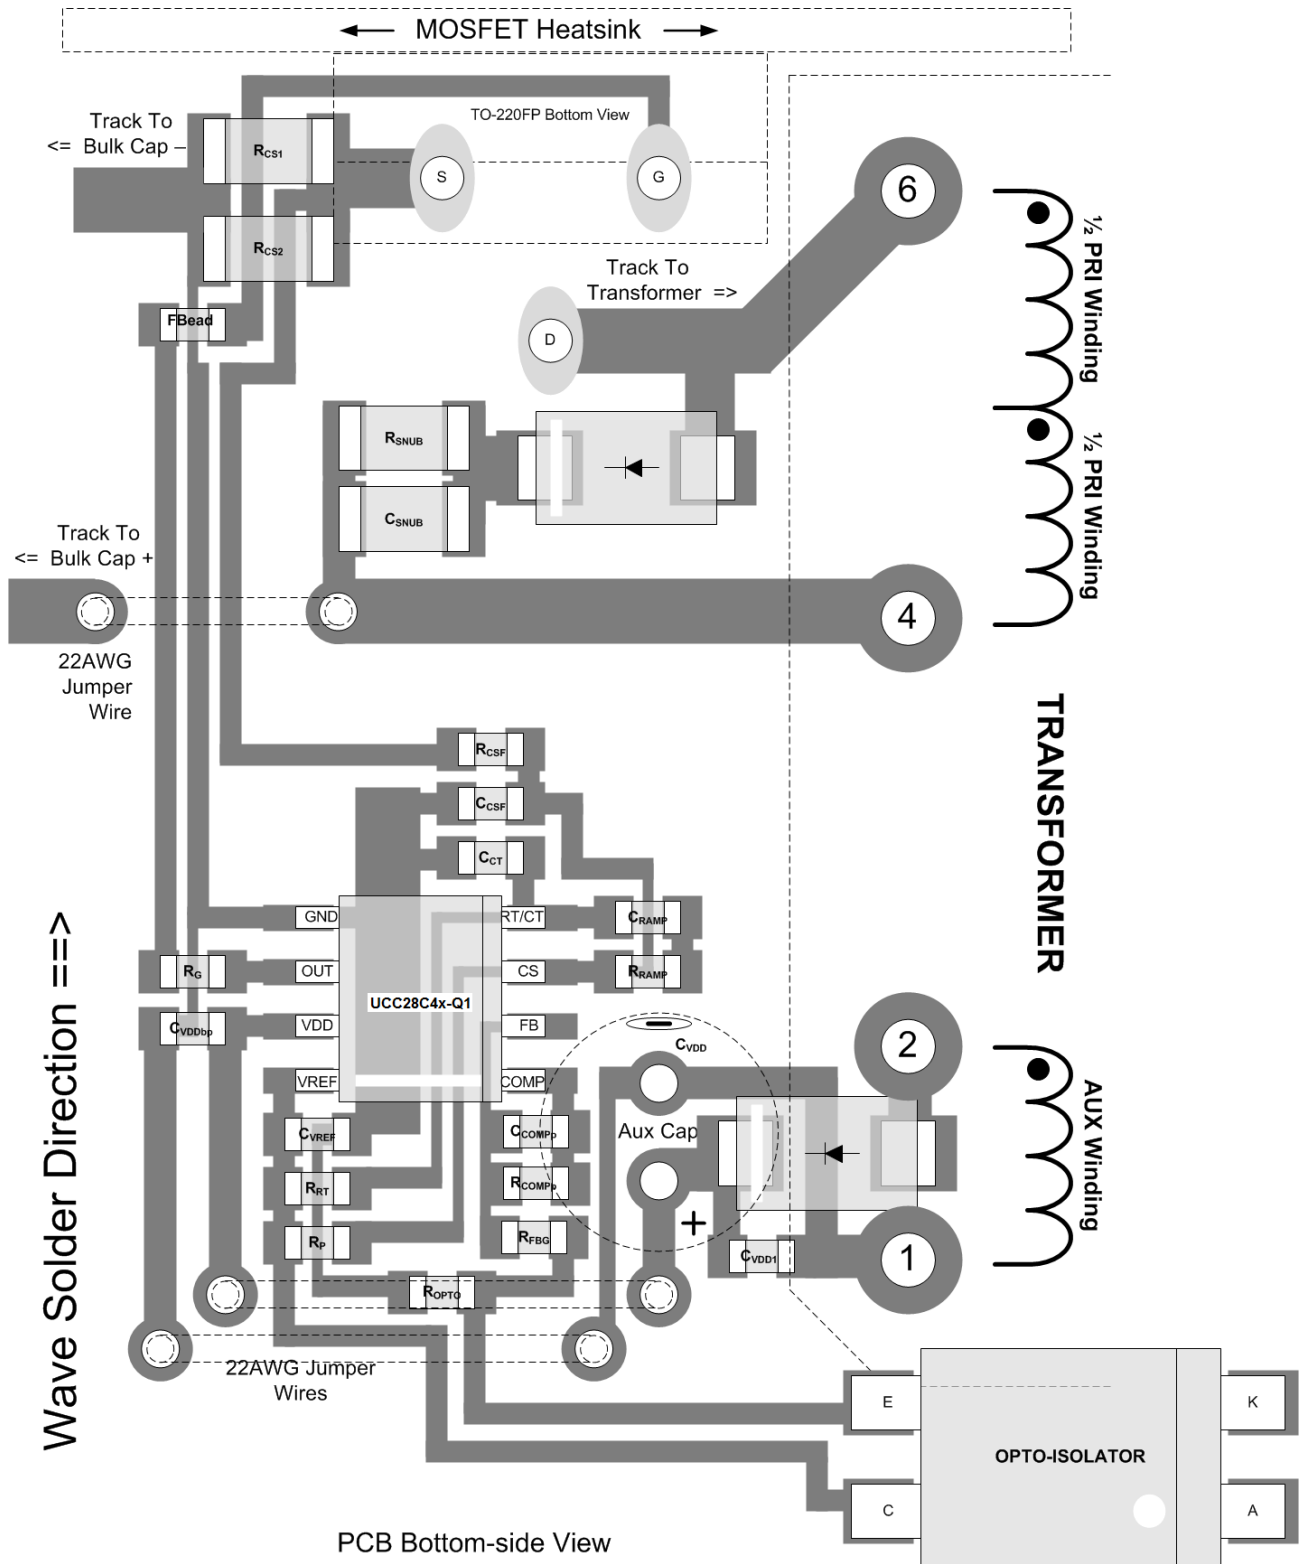 MOSFET Heatsink
TO-220FP Bottom View
Track To
<= Bulk Cap –
RCS1
S
G
6
RCS2
½ PRI Winding
Track To
Transformer =>
FBead
D
RSNUB
½ PRI Winding
CSNUB
Track To
<= Bulk Cap +
4
22AWG
Jumper
Wire
TRANSFORMER
RCSF
CCSF
CCT
GND
RT/CT
CRAMP
OUT
CS
RRAMP
RG
UCC28C4x-Q1
VDD
FB
CVDDbp
CVDD
2
VREF
COMP
AUX Winding
CVREF
CCOMPp
Aux Cap
RRT
RCOMPp
+
RP
RFBG
CVDD1
1
ROPTO
22AWG Jumper
Wires
Wave Solder Direction ==>
E
K
OPTO-ISOLATOR
C
A
PCB Bottom-side View